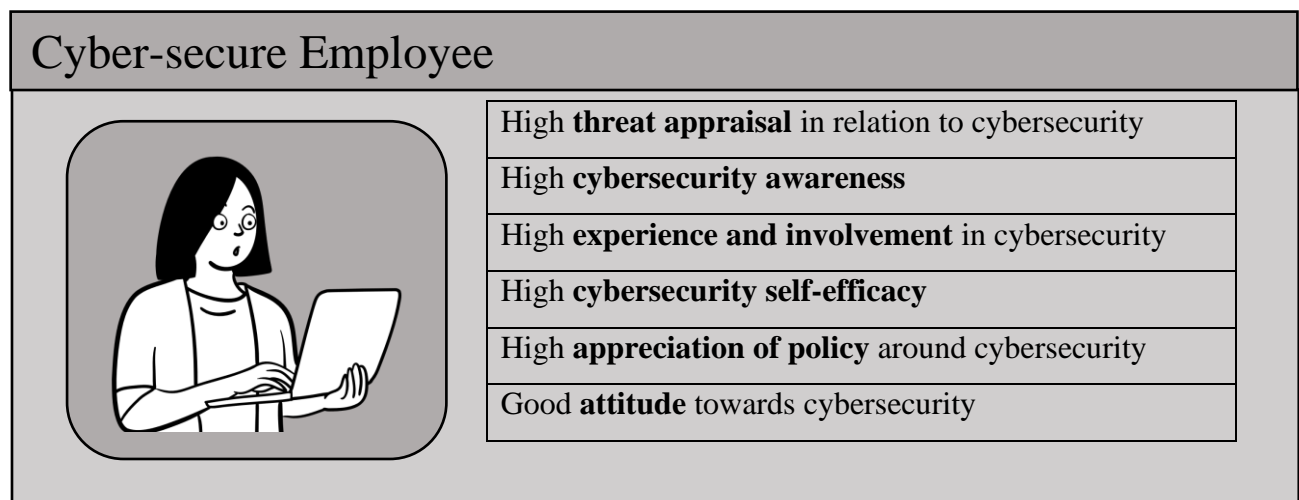 Cyber-secure Employee
High threat appraisal in relation to cybersecurity
High cybersecurity awareness
High experience and involvement in cybersecurity
High cybersecurity self-efficacy
High appreciation of policy around cybersecurity
Good attitude towards cybersecurity